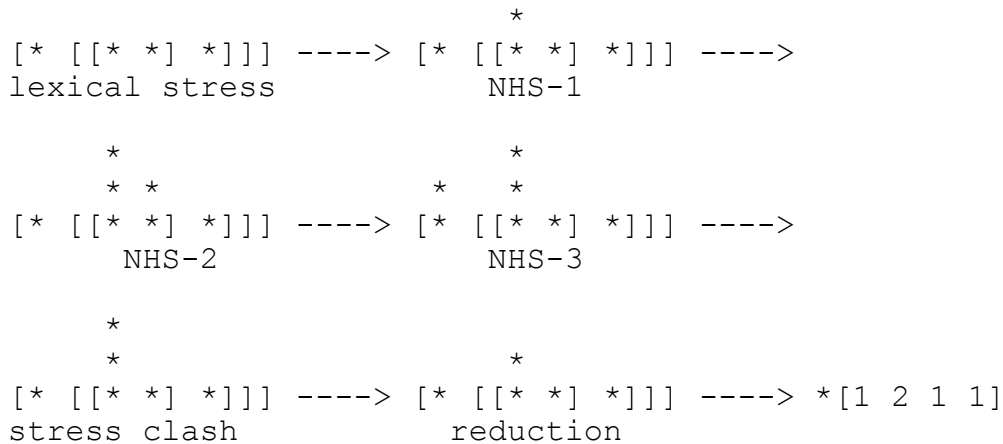 *
[* [[* *] *]]] ----> [* [[* *] *]]] ---->
lexical stress             NHS-1
      *                          *
      * *                    *   *
[* [[* *] *]]] ----> [* [[* *] *]]] ---->
       NHS-2               NHS-3
      *
      *                          *
[* [[* *] *]]] ----> [* [[* *] *]]] ----> *[1 2 1 1]
stress clash             reduction